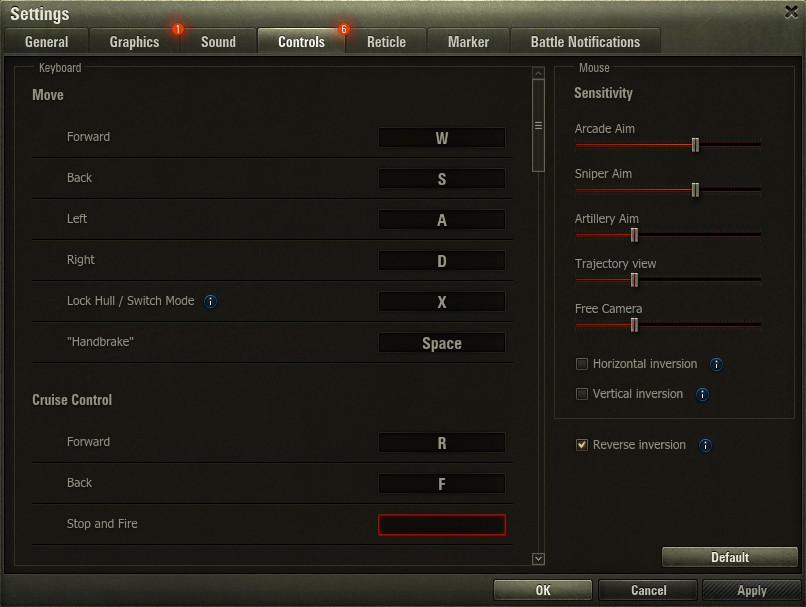 Settings
General
Graphics
1
Sound
Controls
6
Reticle
Marker
Battle Notifications
Keyboard
Move
Forward W
Back S
Left A
Right D
Lock Hull / Switch Mode i X
"Handbrake" Space
Cruise Control
Forward R
Back F
Stop and Fire
Mouse
Sensitivity
Arcade Aim
Sniper Aim
Artillery Aim
Trajectory view
Free Camera
Horizontal inversion i
Vertical inversion i
Reverse inversion i
Default
OK
Cancel
Apply